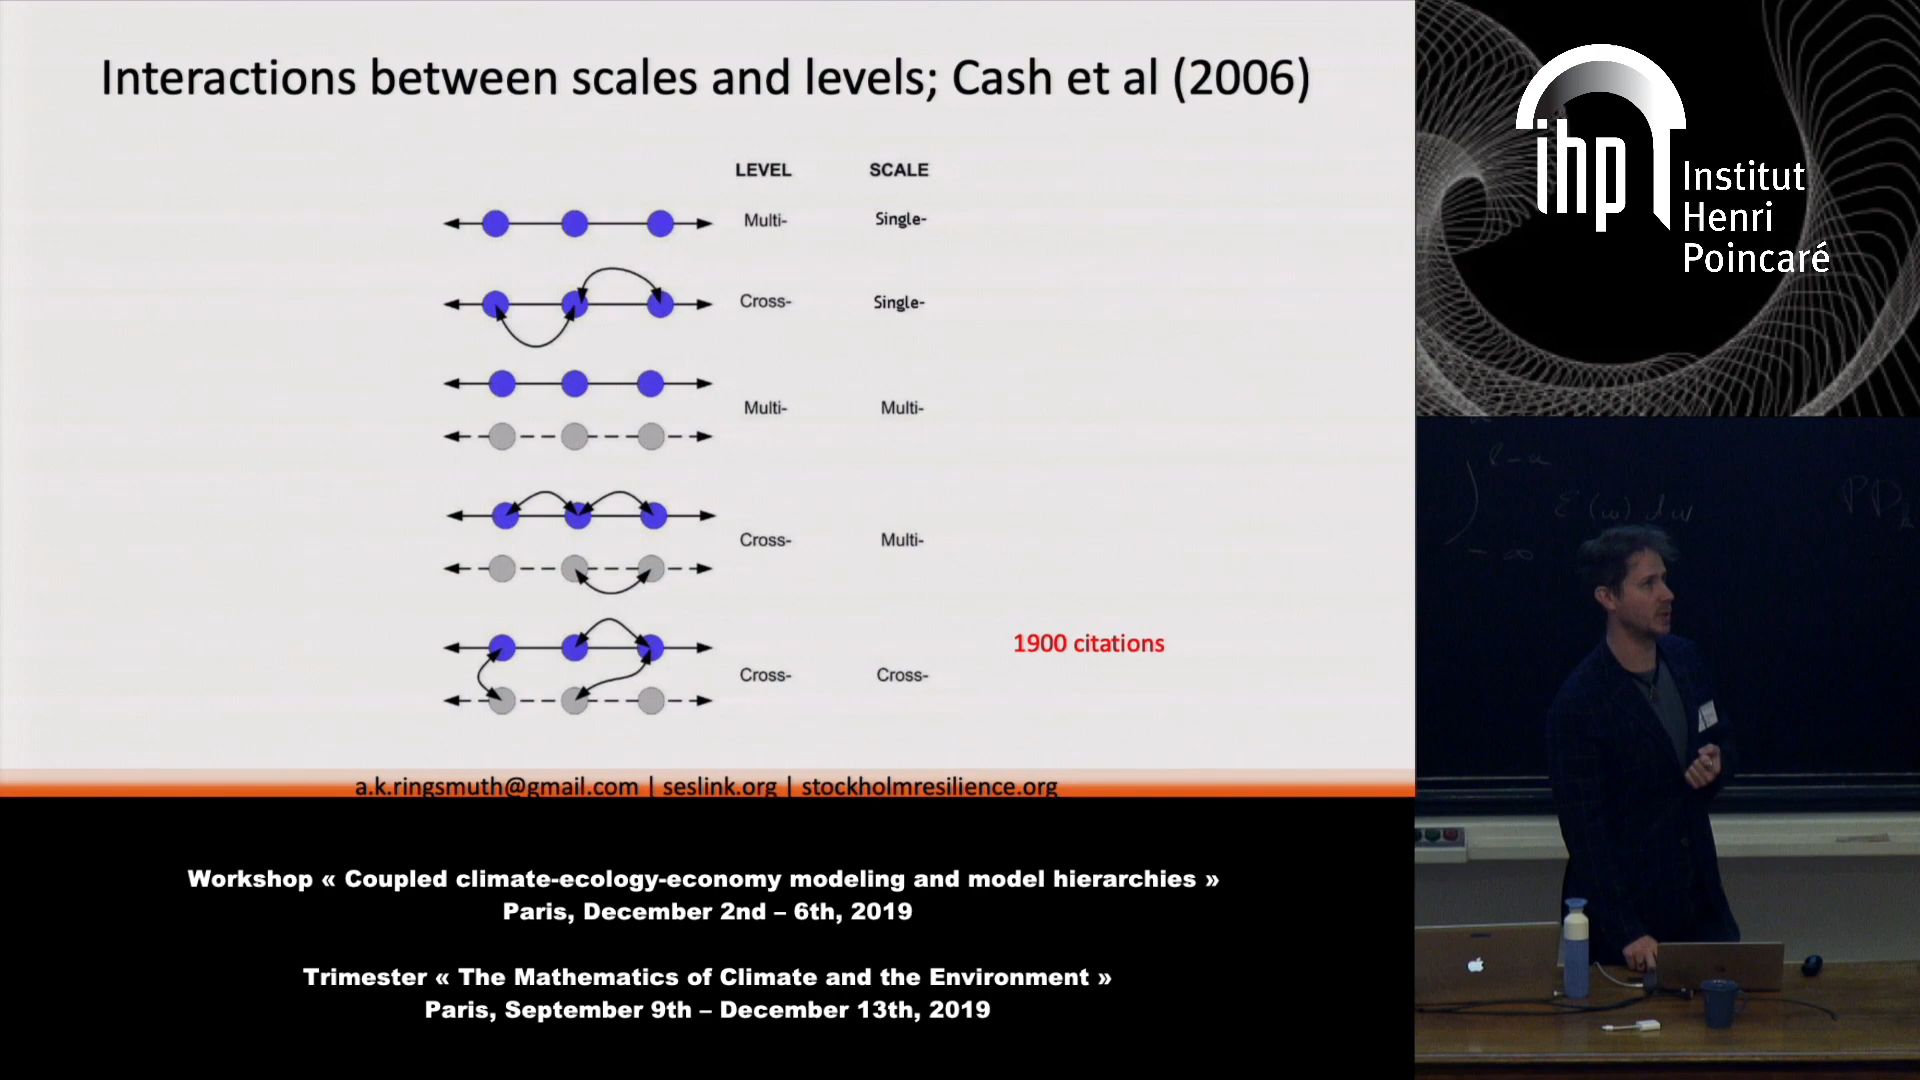 Interactions between scales and levels; Cash et al (2006)
LEVEL SCALE
Multi- Single-
Cross- Single-
Multi- Multi-
Cross- Multi-
Cross- Cross-
1900 citations
a.k.ringsmuth@gmail.com | seslink.org | stockholmresilience.org
Workshop « Coupled climate-ecology-economy modeling and model hierarchies »
Paris, December 2nd – 6th, 2019
Trimester « The Mathematics of Climate and the Environment »
Paris, September 9th – December 13th, 2019
ihp
Institut
Henri
Poincaré